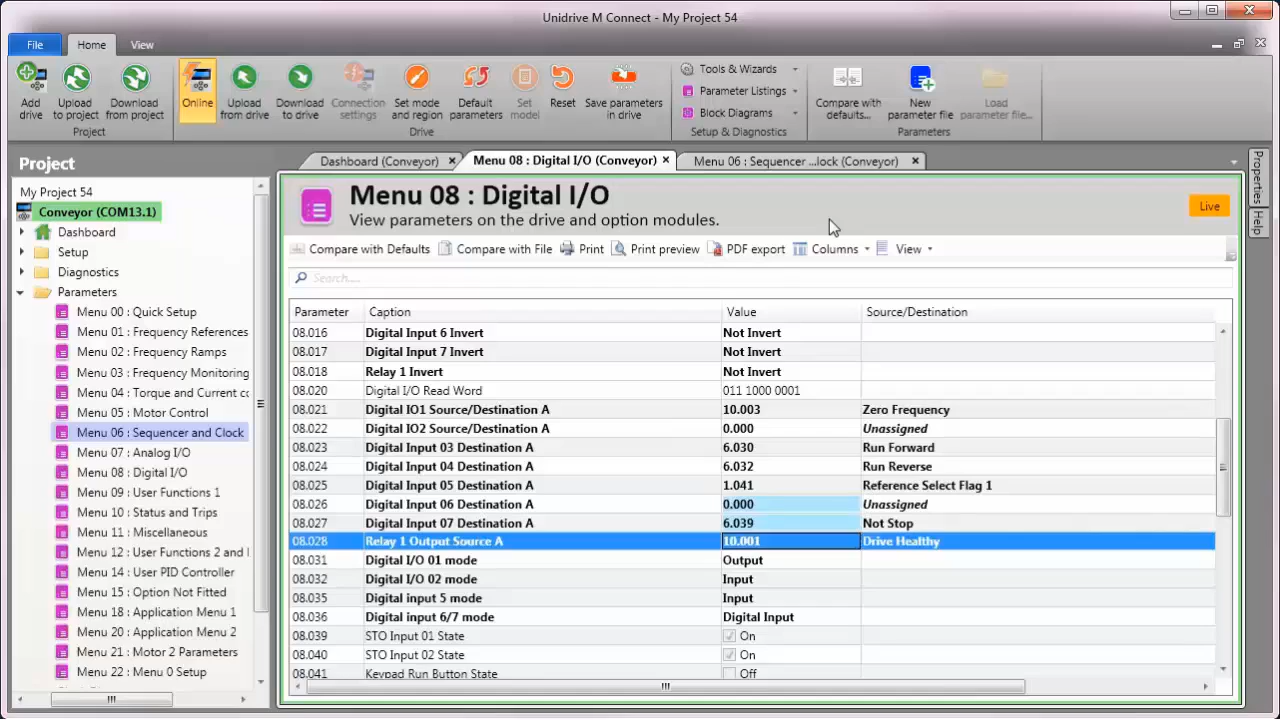 Unidrive M Connect - My Project 54
File Home View
Add drive
Upload to project
Download from project
Project
Online
Upload from drive
Download to drive
Connection settings
Set mode and region
Default parameters
Set model
Reset
Save parameters in drive
Drive
Tools & Wizards
Parameter Listings
Block Diagrams
Setup & Diagnostics
Compare with defaults...
New parameter file
Load parameter file...
Parameters
Project
My Project 54
Conveyor (COM13.1)
Dashboard
Setup
Diagnostics
Parameters
Menu 00 : Quick Setup
Menu 01 : Frequency References
Menu 02 : Frequency Ramps
Menu 03 : Frequency Monitoring
Menu 04 : Torque and Current cc
Menu 05 : Motor Control
Menu 06 : Sequencer and Clock
Menu 07 : Analog I/O
Menu 08 : Digital I/O
Menu 09 : User Functions 1
Menu 10 : Status and Trips
Menu 11 : Miscellaneous
Menu 12 : User Functions 2 and
Menu 14 : User PID Controller
Menu 15 : Option Not Fitted
Menu 18 : Application Menu 1
Menu 20 : Application Menu 2
Menu 21 : Motor 2 Parameters
Menu 22 : Menu 0 Setup
Dashboard (Conveyor)
Menu 08 : Digital I/O (Conveyor)
Menu 06 : Sequencer ...lock (Conveyor)
Menu 08 : Digital I/O
View parameters on the drive and option modules.
Live
Compare with Defaults Compare with File Print Print preview PDF export Columns View
Search.....
Parameter Caption Value Source/Destination
08.016 Digital Input 6 Invert Not Invert
08.017 Digital Input 7 Invert Not Invert
08.018 Relay 1 Invert Not Invert
08.020 Digital I/O Read Word 011 1000 0001
08.021 Digital IO1 Source/Destination A 10.003 Zero Frequency
08.022 Digital IO2 Source/Destination A 0.000 Unassigned
08.023 Digital Input 03 Destination A 6.030 Run Forward
08.024 Digital Input 04 Destination A 6.032 Run Reverse
08.025 Digital Input 05 Destination A 1.041 Reference Select Flag 1
08.026 Digital Input 06 Destination A 0.000 Unassigned
08.027 Digital Input 07 Destination A 6.039 Not Stop
08.028 Relay 1 Output Source A 10.001 Drive Healthy
08.031 Digital I/O 01 mode Output
08.032 Digital I/O 02 mode Input
08.035 Digital input 5 mode Input
08.036 Digital input 6/7 mode Digital Input
08.039 STO Input 01 State On
08.040 STO Input 02 State On
08.041 Keypad Run Button State Off
Properties
Help